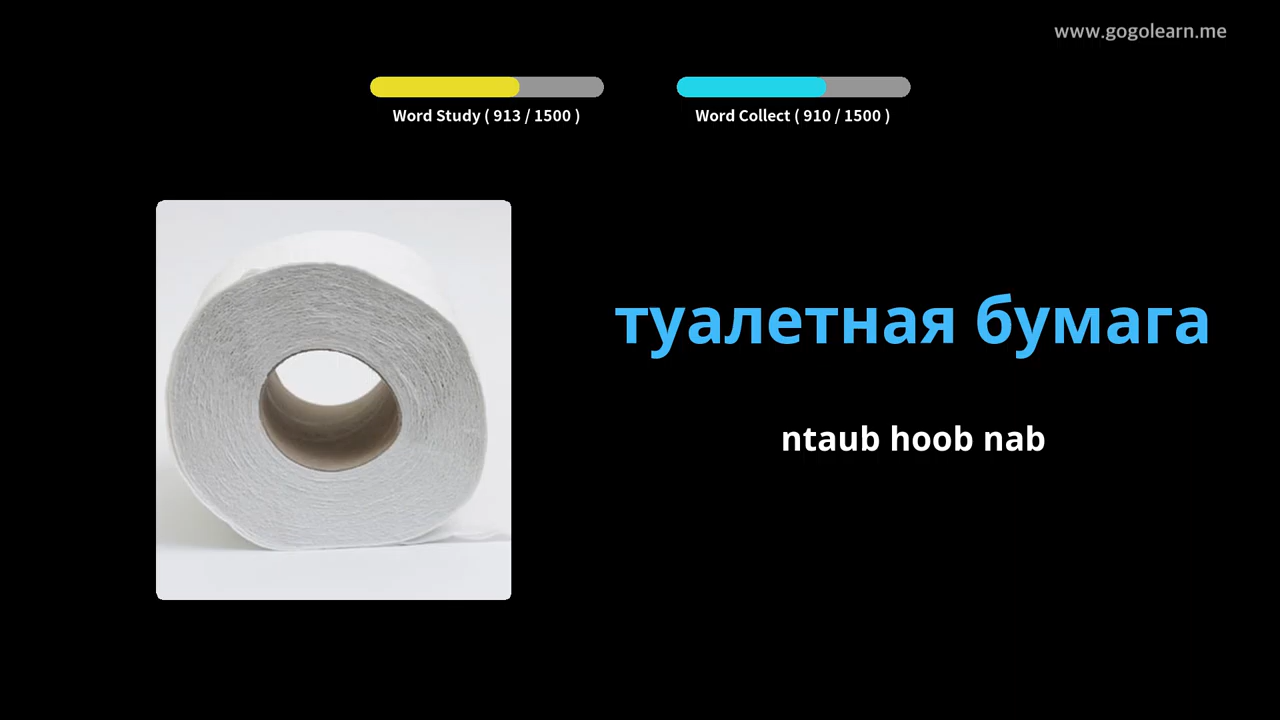 www.gogolearn.me
Word Study ( 913 / 1500 )
Word Collect ( 910 / 1500 )
туалетная бумага
ntaub hoob nab